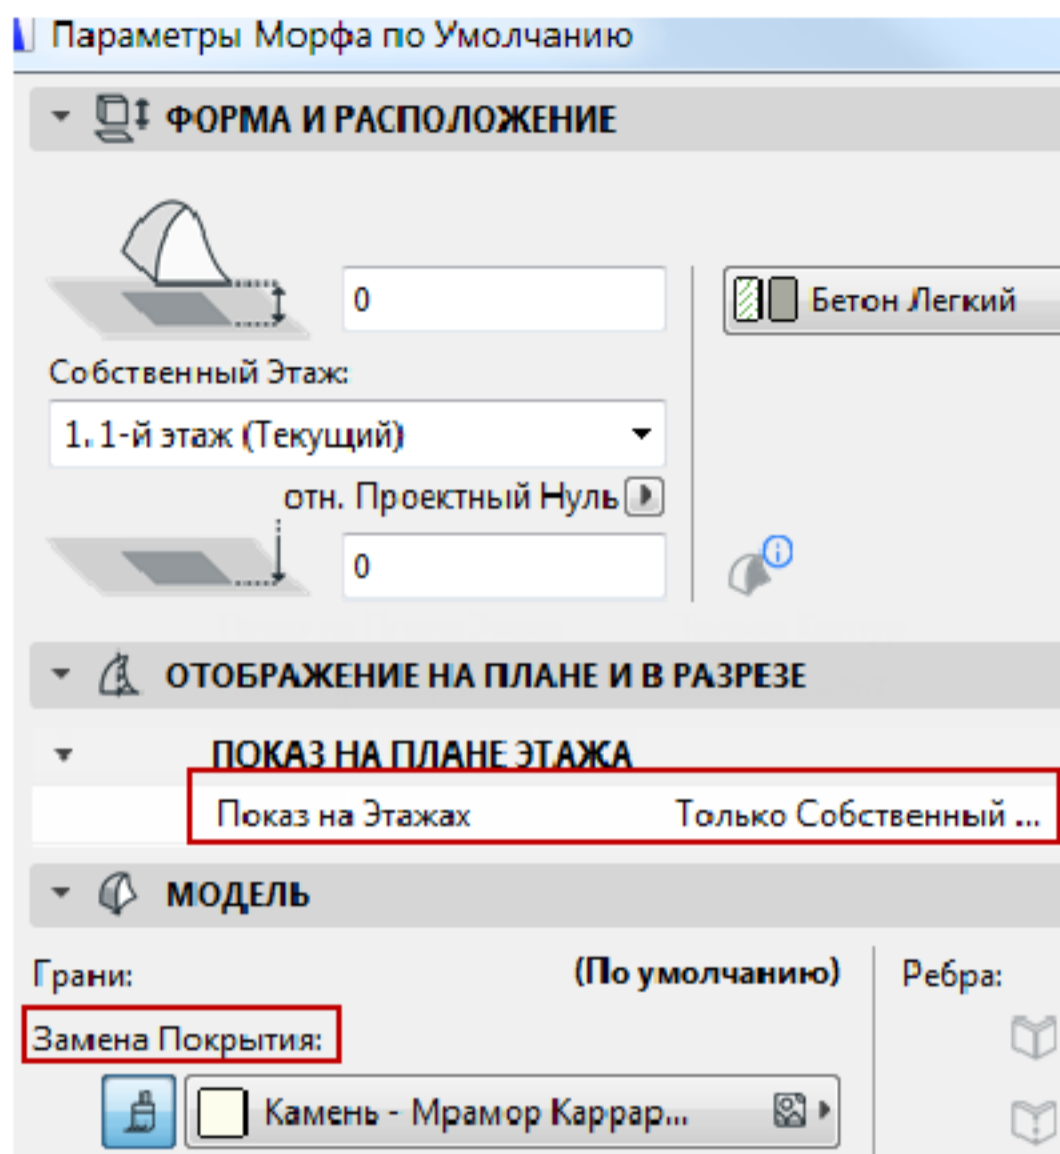 Параметры Морфа по Умолчанию
ФОРМА И РАСПОЛОЖЕНИЕ
0
Бетон Легкий
Собственный Этаж:
1. 1-й этаж (Текущий)
отн. Проектный Нуль
0
ОТОБРАЖЕНИЕ НА ПЛАНЕ И В РАЗРЕЗЕ
ПОКАЗ НА ПЛАНЕ ЭТАЖА
Показ на Этажах Только Собственный ...
МОДЕЛЬ
Грани: (По умолчанию) Ребра:
Замена Покрытия:
Камень - Мрамор Каррар...